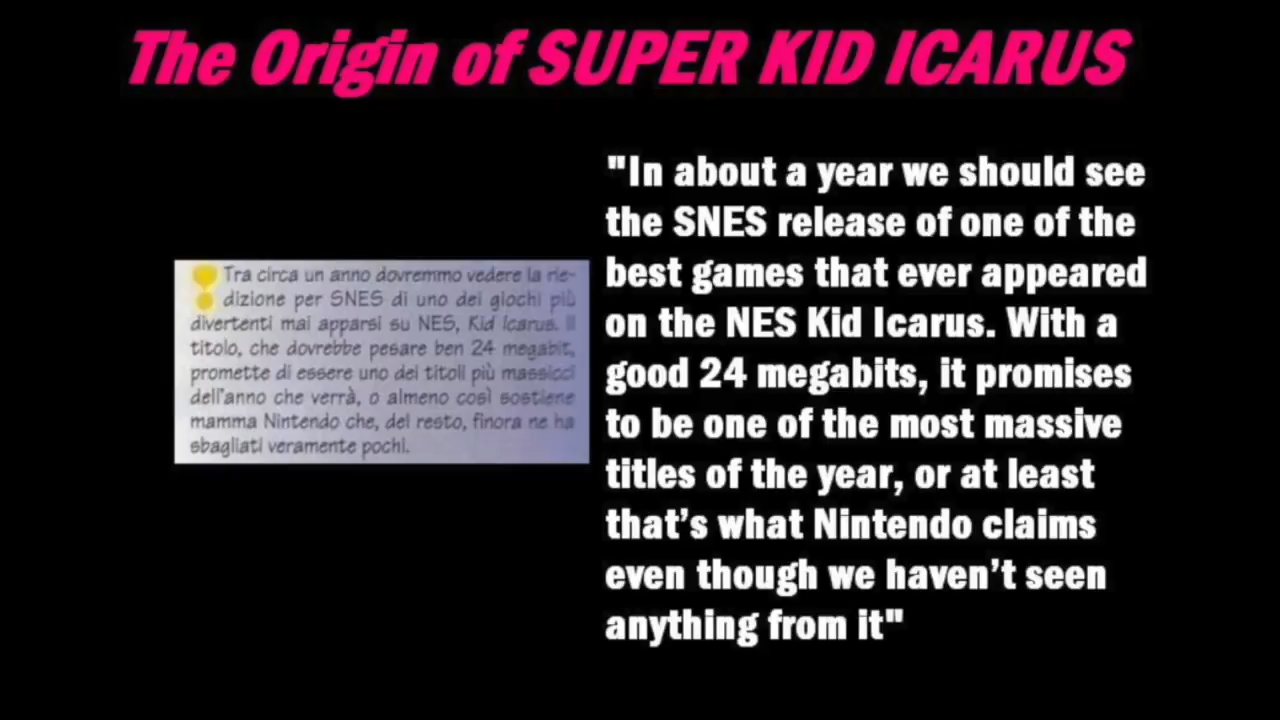 The Origin of SUPER KID ICARUS
Tra circa un anno dovremmo vedere la rie-
dizione per SNES di uno dei giochi più
divertenti mai apparsi su NES, Kid Icarus. Il
titolo, che dovrebbe pesare ben 24 megabit,
promette di essere uno dei titoli più massicci
dell'anno che verrà, o almeno così sostiene
mamma Nintendo che, del resto, finora ne ha
sbagliati veramente pochi.
"In about a year we should see
the SNES release of one of the
best games that ever appeared
on the NES Kid Icarus. With a
good 24 megabits, it promises
to be one of the most massive
titles of the year, or at least
that’s what Nintendo claims
even though we haven’t seen
anything from it"